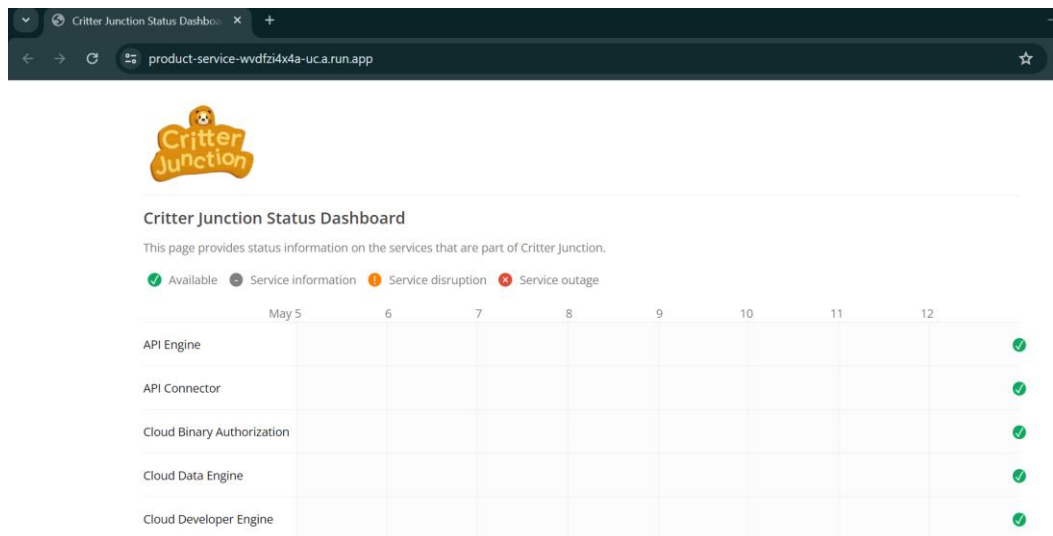 Critter Junction Status Dashboa
product-service-wvdfzi4x4a-uc.a.run.app
Critter
Junction
Critter Junction Status Dashboard
This page provides status information on the services that are part of Critter Junction.
Available Service information Service disruption Service outage
May 5 6 7 8 9 10 11 12
API Engine
API Connector
Cloud Binary Authorization
Cloud Data Engine
Cloud Developer Engine